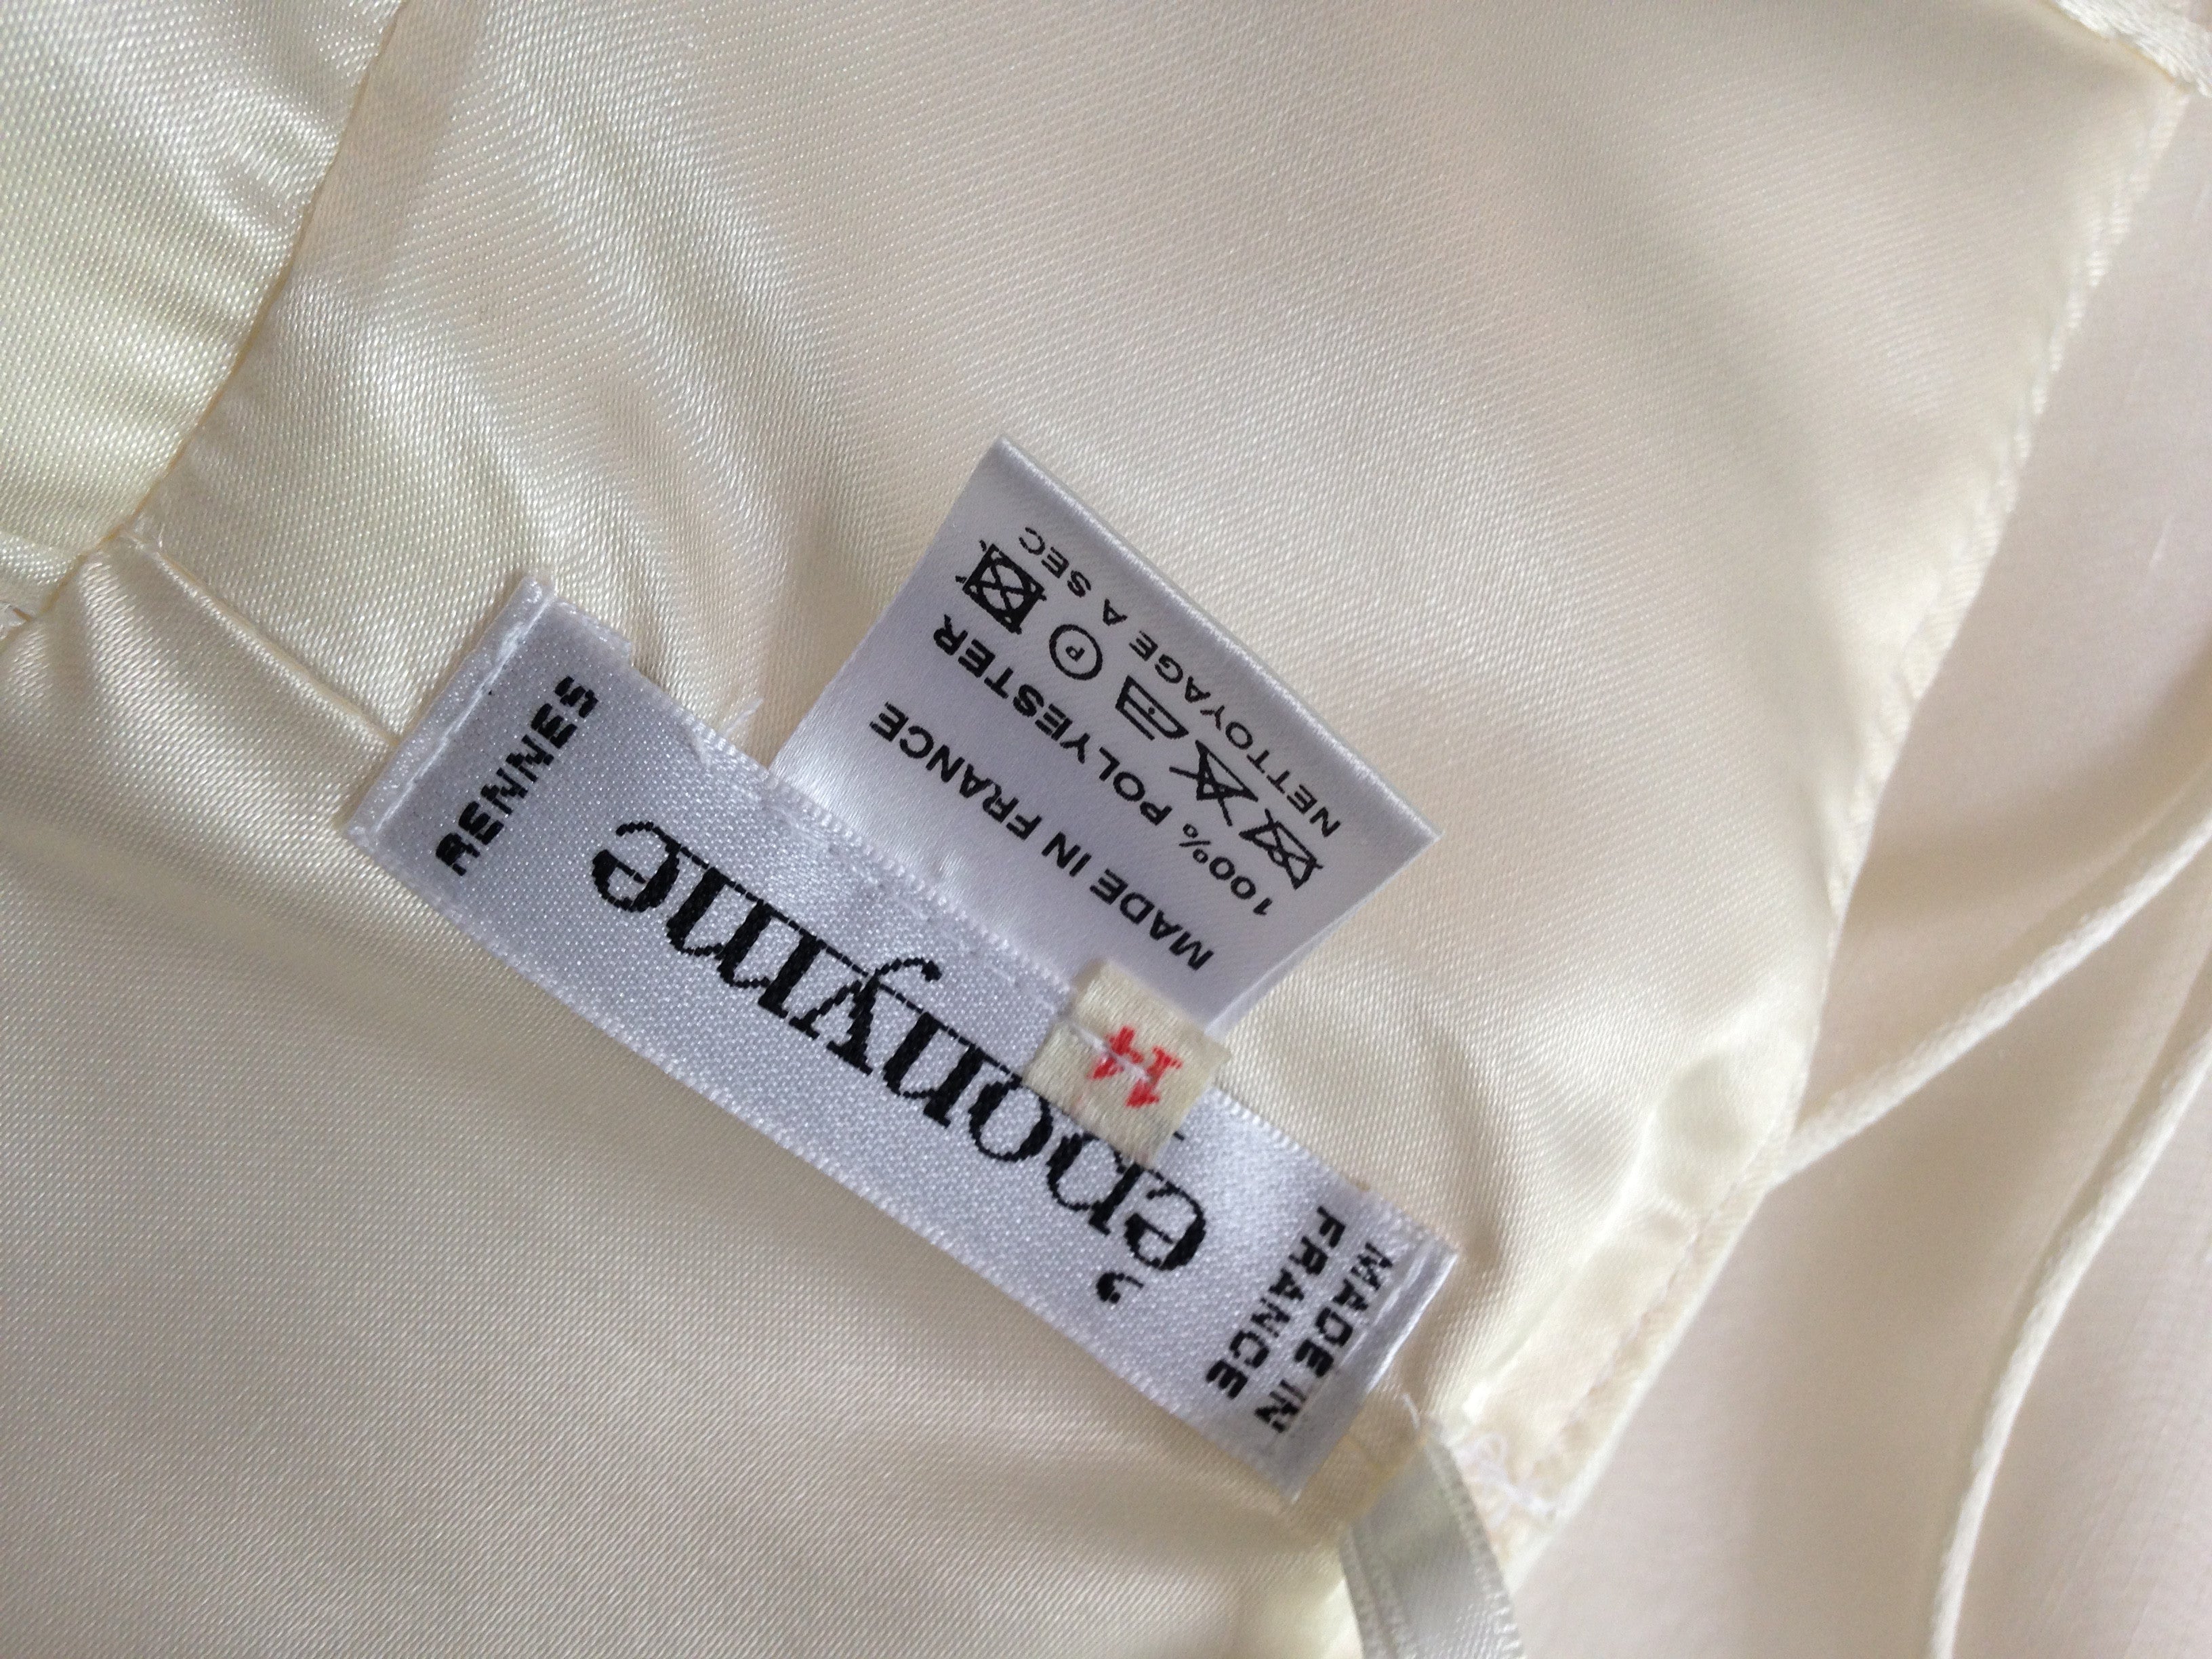 RENNES
éponyme
MADE IN
FRANCE
14
MADE IN FRANCE
100% POLYESTER
P
NETTOYAGE A SEC